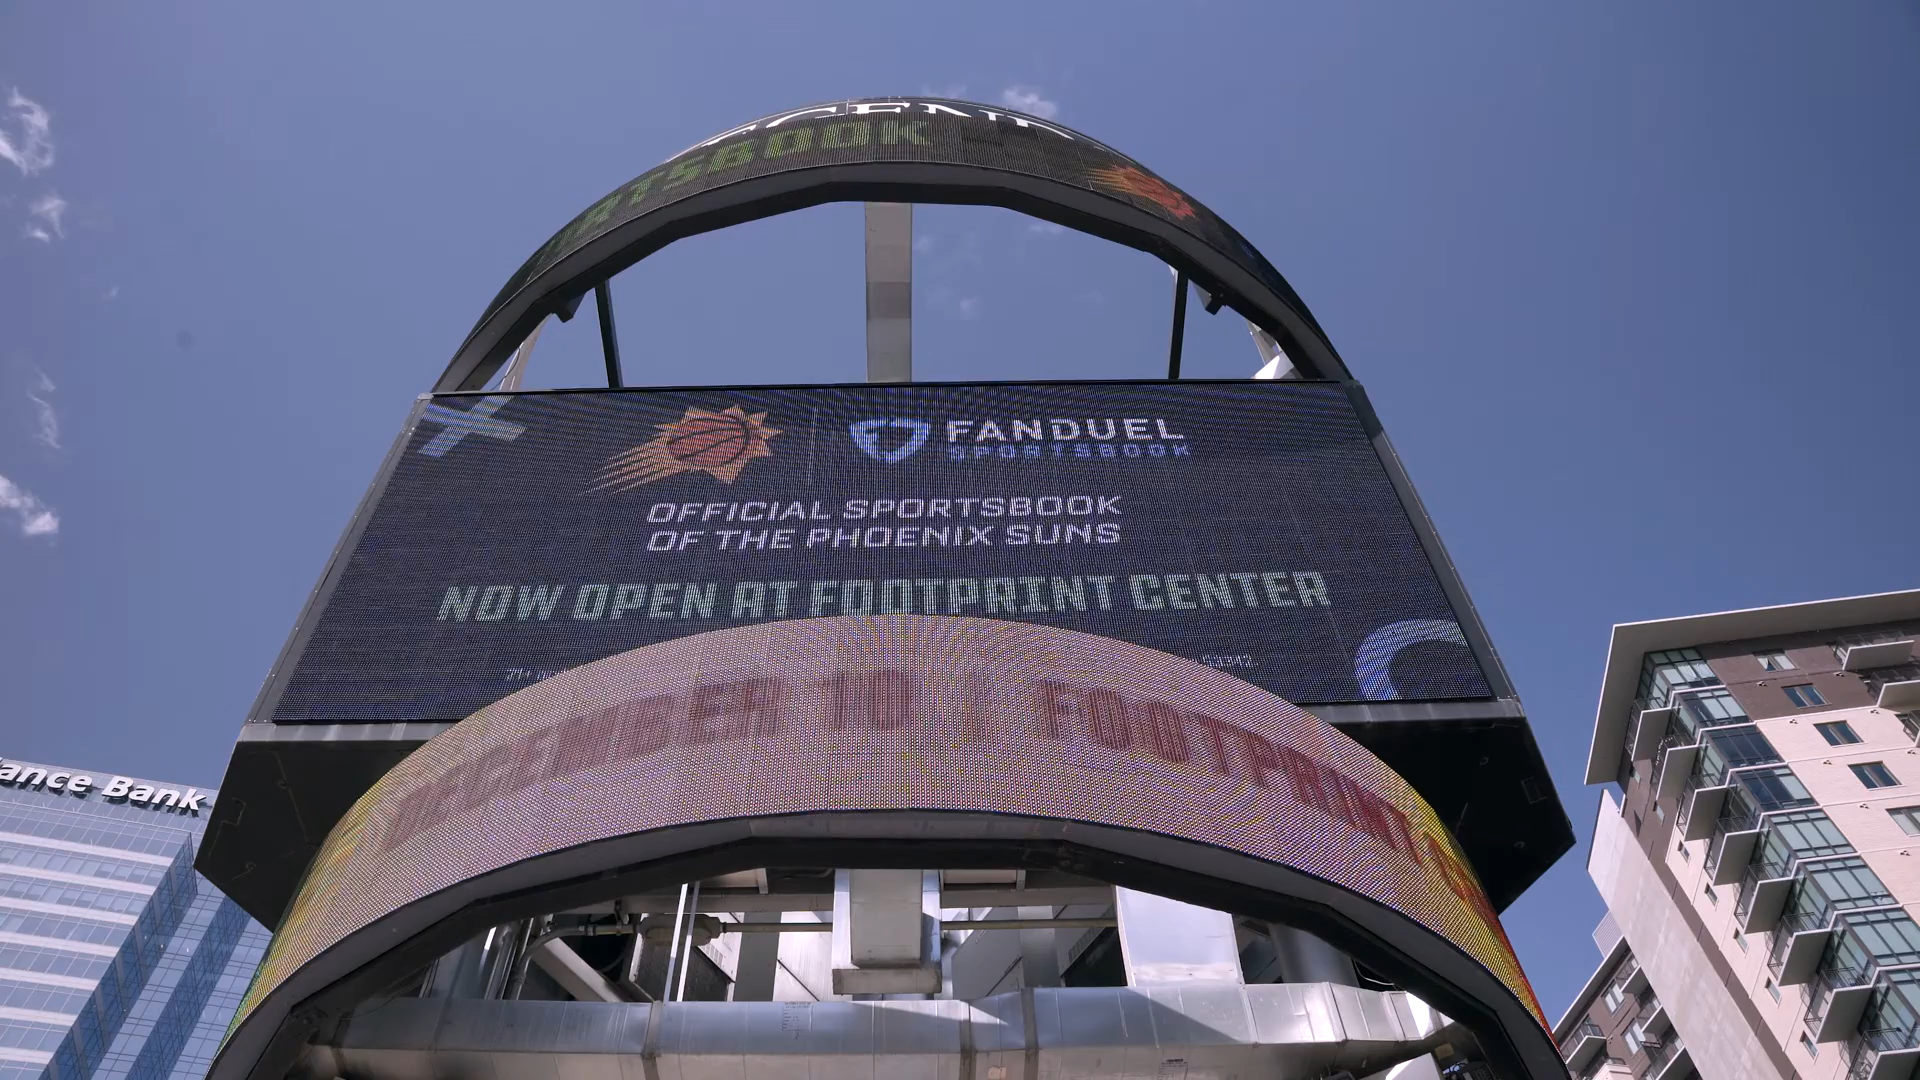 SPORTSBOOK
FANDUEL
SPORTSBOOK
OFFICIAL SPORTSBOOK
OF THE PHOENIX SUNS
NOW OPEN AT FOOTPRINT CENTER
21+
DECEMBER 10 FOOTPRINT
ance Bank